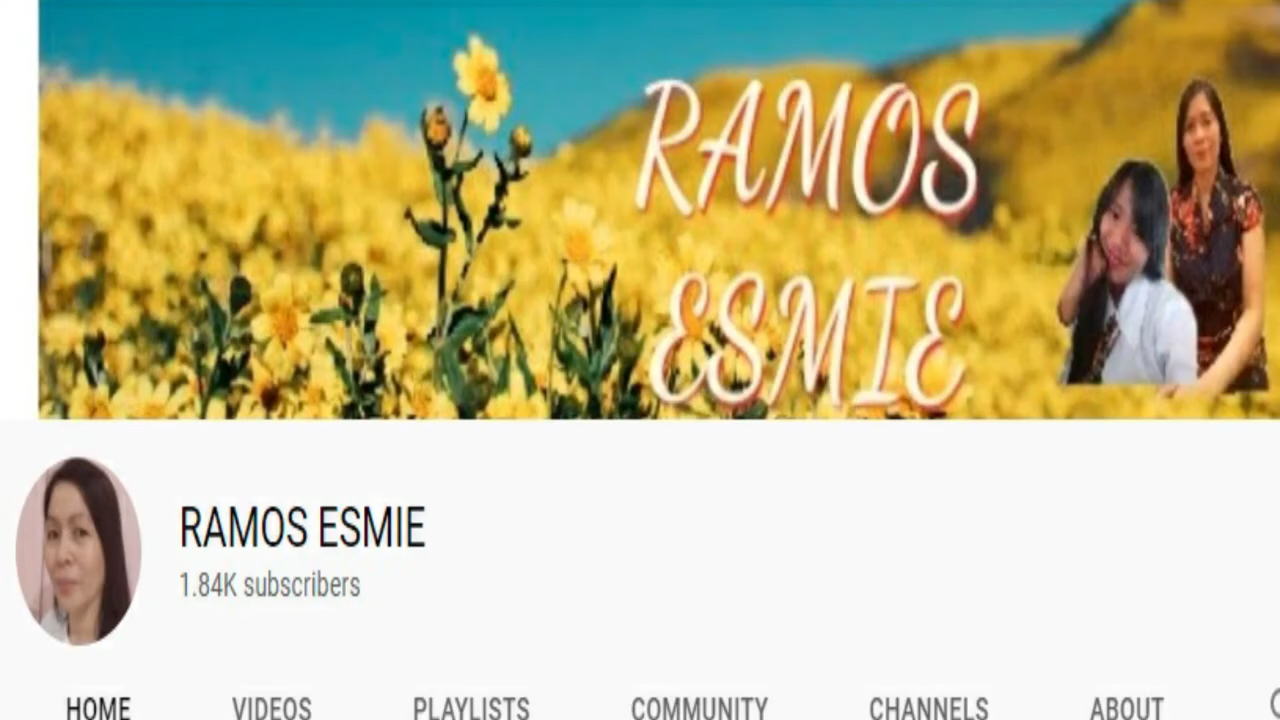 RAMOS
ESMIE
RAMOS ESMIE
1.84K subscribers
HOME VIDEOS PLAYLISTS COMMUNITY CHANNELS ABOUT